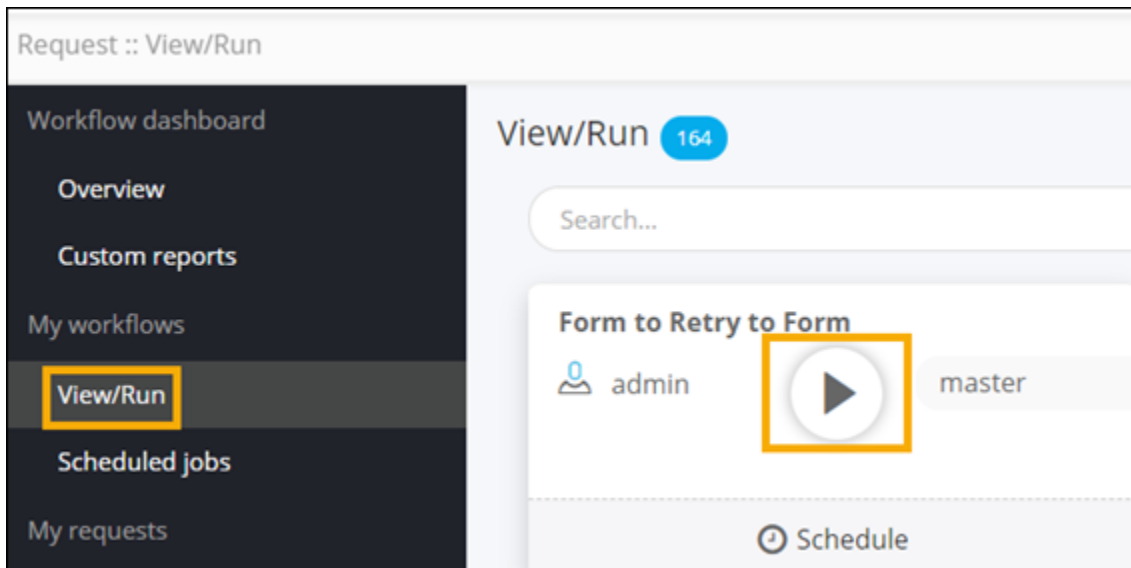 Request :: View/Run
Workflow dashboard
Overview
Custom reports
My workflows
View/Run
Scheduled jobs
My requests
View/Run 164
Search...
Form to Retry to Form
admin
master
Schedule